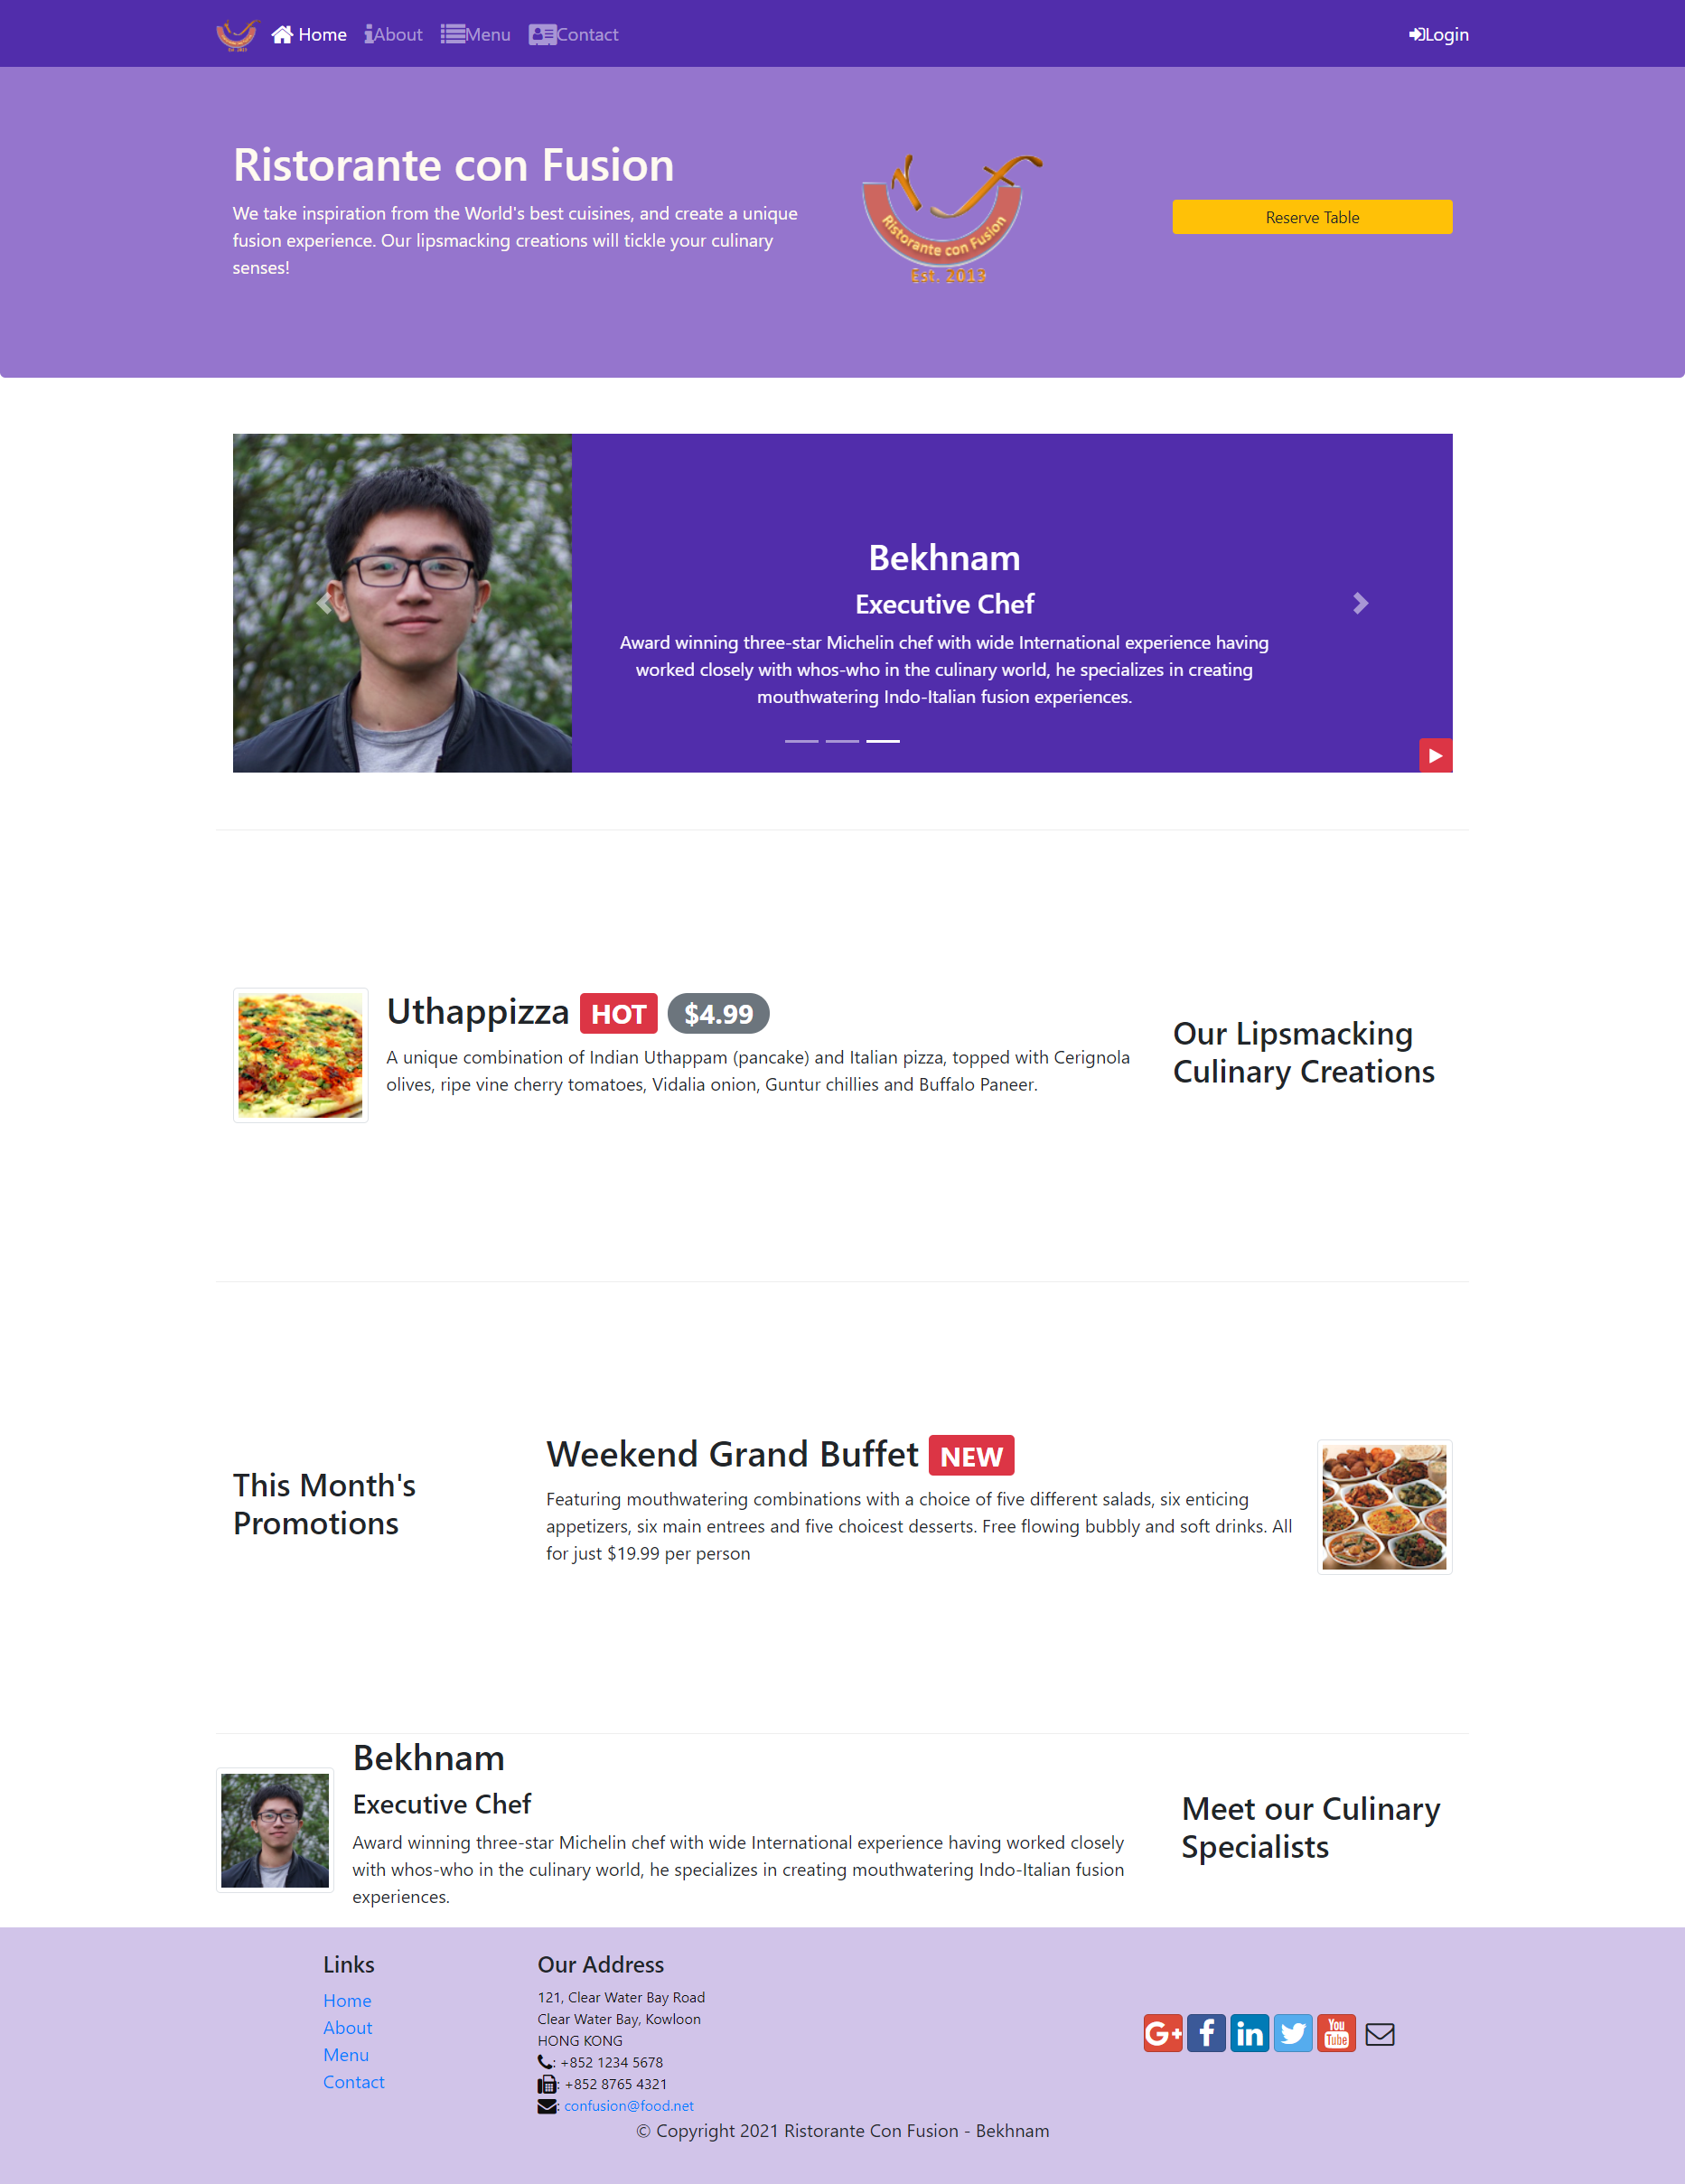 Home About Menu Contact Login
Ristorante con Fusion
We take inspiration from the World's best cuisines, and create a unique
fusion experience. Our lipsmacking creations will tickle your culinary
senses!
Ristorante con Fusion
Est. 2013
Reserve Table
Bekhnam
Executive Chef
Award winning three-star Michelin chef with wide International experience having
worked closely with whos-who in the culinary world, he specializes in creating
mouthwatering Indo-Italian fusion experiences.
Uthappizza HOT $4.99
A unique combination of Indian Uthappam (pancake) and Italian pizza, topped with Cerignola
olives, ripe vine cherry tomatoes, Vidalia onion, Guntur chillies and Buffalo Paneer.
Our Lipsmacking
Culinary Creations
This Month's
Promotions
Weekend Grand Buffet NEW
Featuring mouthwatering combinations with a choice of five different salads, six enticing
appetizers, six main entrees and five choicest desserts. Free flowing bubbly and soft drinks. All
for just $19.99 per person
Bekhnam
Executive Chef
Award winning three-star Michelin chef with wide International experience having worked closely
with whos-who in the culinary world, he specializes in creating mouthwatering Indo-Italian fusion
experiences.
Meet our Culinary
Specialists
Links
Home
About
Menu
Contact
Our Address
121, Clear Water Bay Road
Clear Water Bay, Kowloon
HONG KONG
: +852 1234 5678
: +852 8765 4321
: confusion@food.net
G+ f in You Tube
© Copyright 2021 Ristorante Con Fusion - Bekhnam